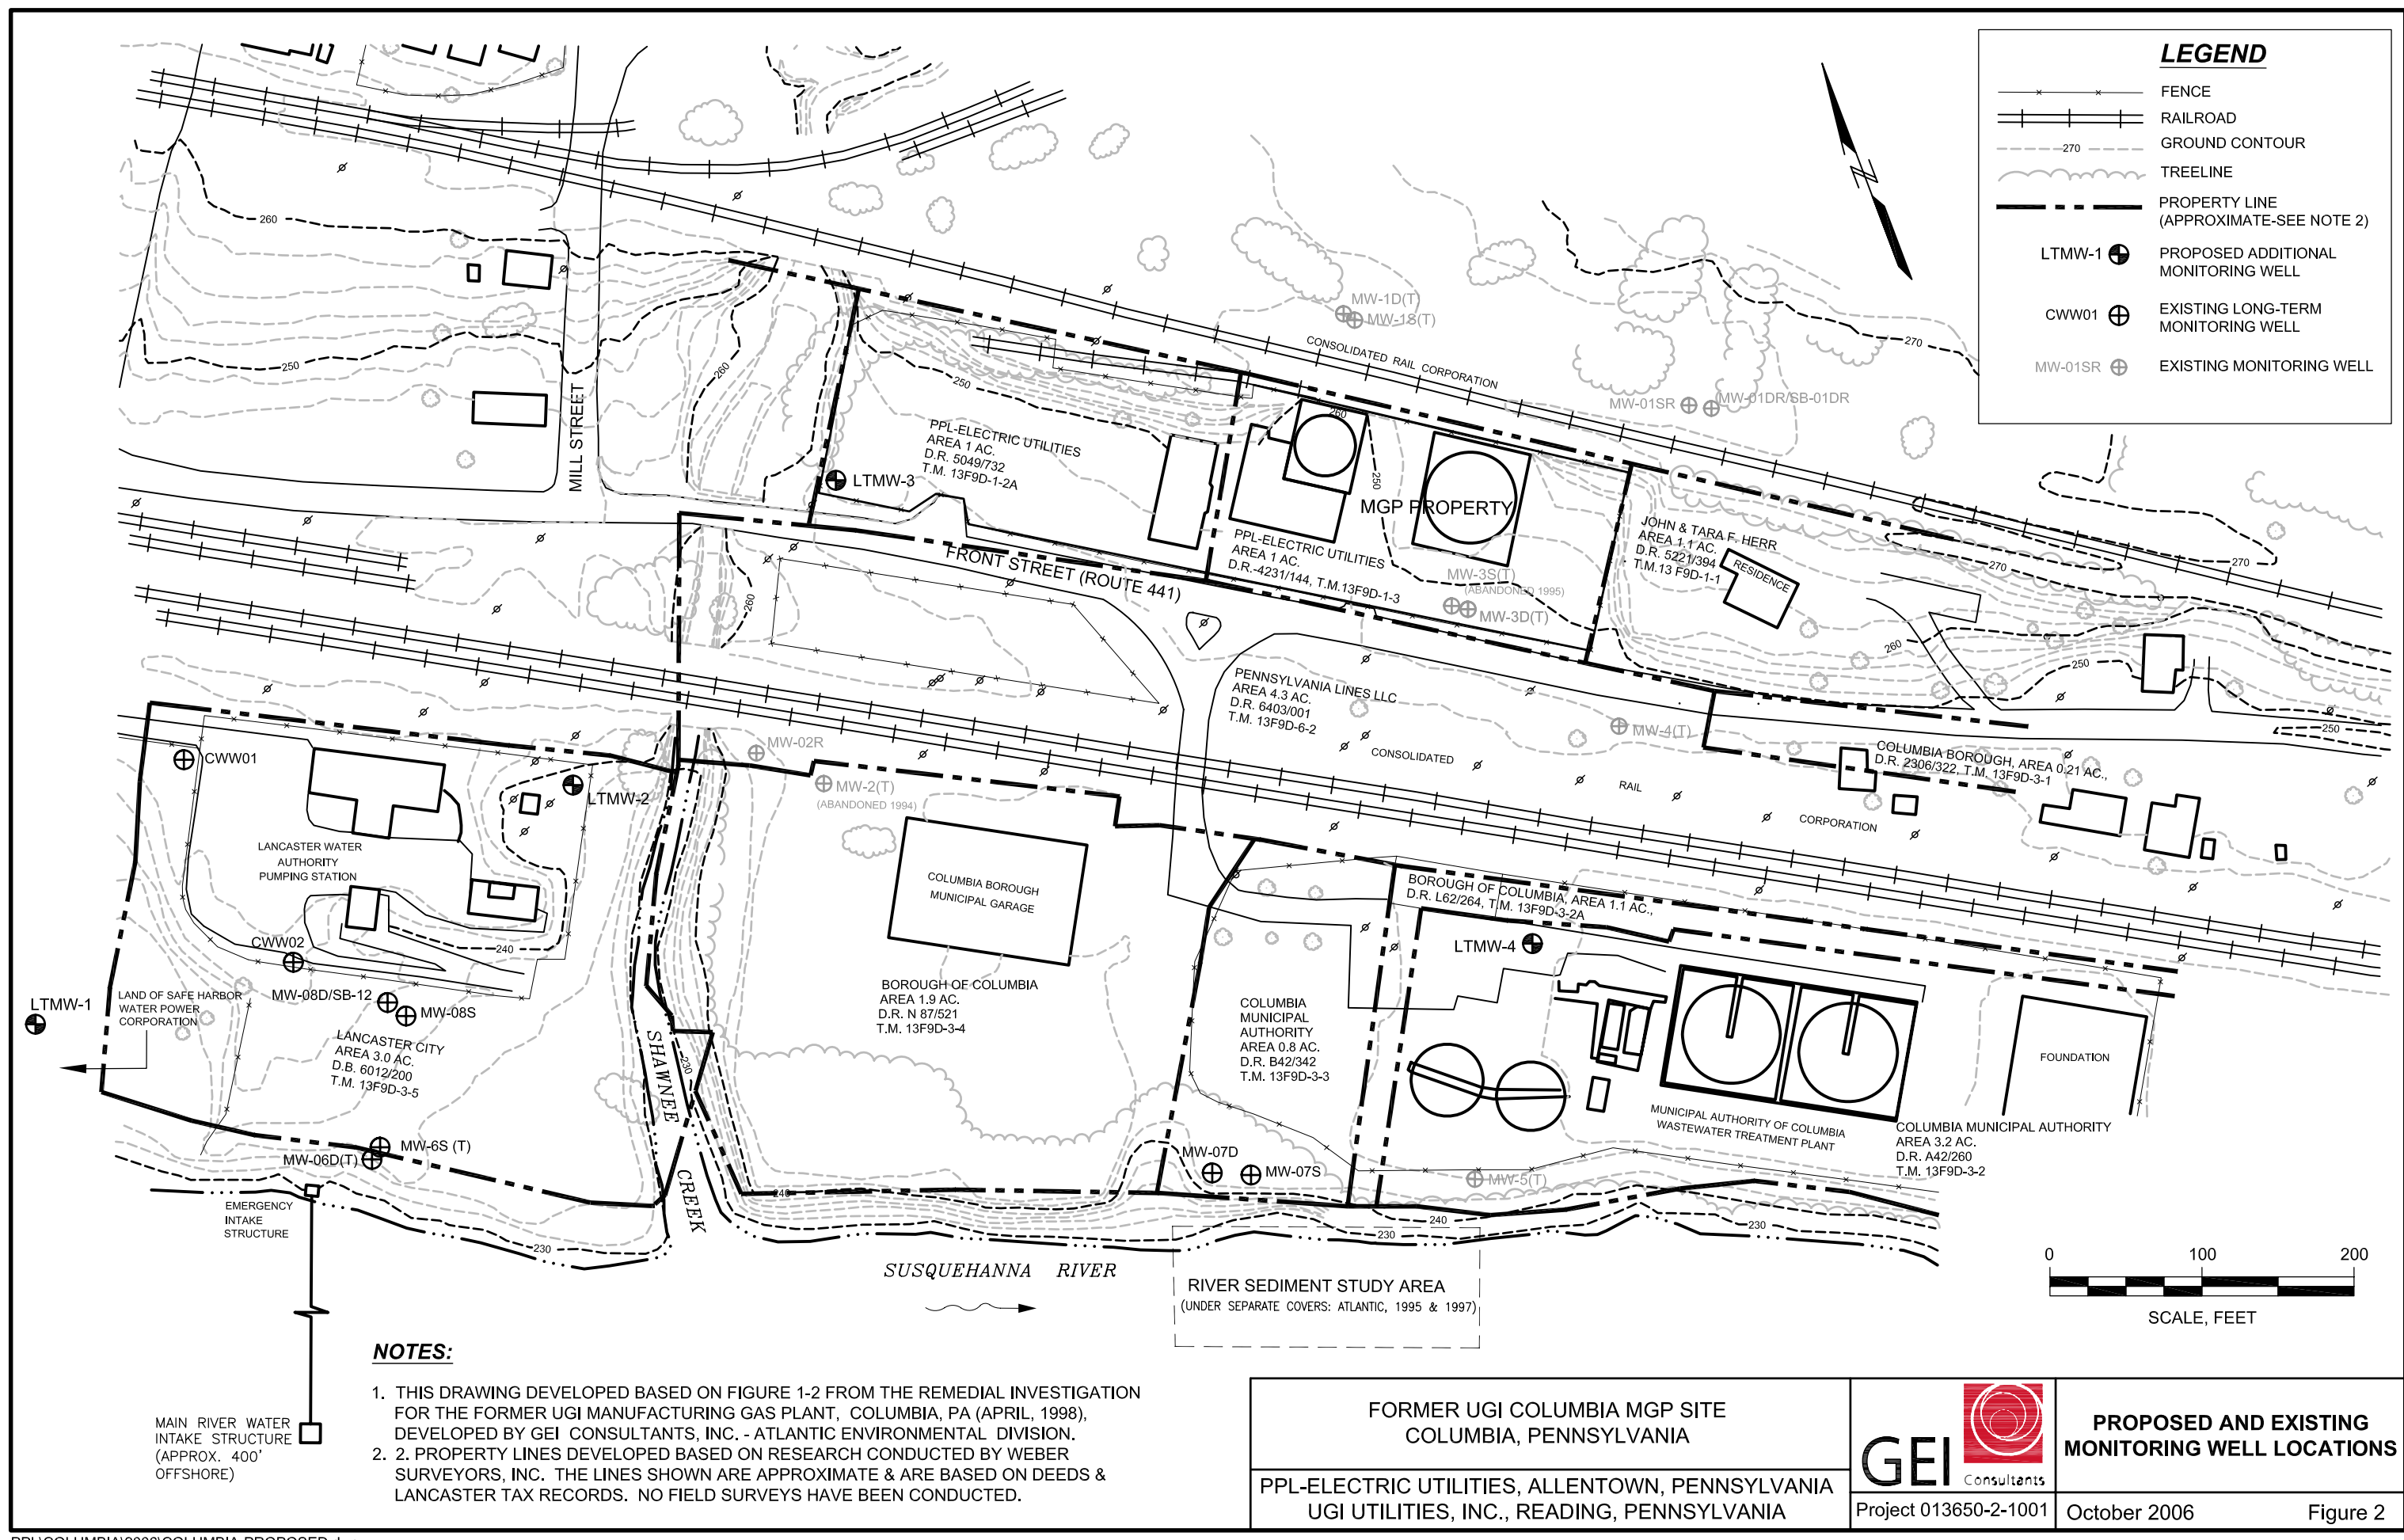 LEGEND
FENCE
RAILROAD
270
GROUND CONTOUR
TREELINE
PROPERTY LINE
(APPROXIMATE-SEE NOTE 2)
LTMW-1
PROPOSED ADDITIONAL
MONITORING WELL
CWW01
EXISTING LONG-TERM
MONITORING WELL
MW-01SR
EXISTING MONITORING WELL
260
250
MILL STREET
260
250
MW-1D(T)
MW-1S(T)
CONSOLIDATED RAIL CORPORATION
270
MW-01SR
MW-01DR/SB-01DR
PPL-ELECTRIC UTILITIES
AREA 1 AC.
D.R. 5049/732
T.M. 13F9D-1-2A
LTMW-3
260
250
MGP PROPERTY
PPL-ELECTRIC UTILITIES
AREA 1 AC.
D.R.-4231/144, T.M.13F9D-1-3
MW-3S(T)
(ABANDONED 1995)
MW-3D(T)
JOHN & TARA F. HERR
AREA 1.1 AC.
D.R. 5221/394
T.M.13 F9D-1-1
RESIDENCE
270
270
260
250
250
FRONT STREET (ROUTE 441)
260
PENNSYLVANIA LINES LLC
AREA 4.3 AC.
D.R. 6403/001
T.M. 13F9D-6-2
CONSOLIDATED
RAIL
CORPORATION
MW-4(T)
COLUMBIA BOROUGH, AREA 0.21 AC.,
D.R. 2306/322, T.M. 13F9D-3-1
CWW01
LTMW-2
MW-02R
MW-2(T)
(ABANDONED 1994)
LANCASTER WATER
AUTHORITY
PUMPING STATION
240
CWW02
MW-08D/SB-12
MW-08S
LTMW-1
LAND OF SAFE HARBOR
WATER POWER
CORPORATION
LANCASTER CITY
AREA 3.0 AC.
D.B. 6012/200
T.M. 13F9D-3-5
COLUMBIA BOROUGH
MUNICIPAL GARAGE
BOROUGH OF COLUMBIA
AREA 1.9 AC.
D.R. N 87/521
T.M. 13F9D-3-4
SHAWNEE
CREEK
230
COLUMBIA
MUNICIPAL
AUTHORITY
AREA 0.8 AC.
D.R. B42/342
T.M. 13F9D-3-3
BOROUGH OF COLUMBIA, AREA 1.1 AC.,
D.R. L62/264, T.M. 13F9D-3-2A
LTMW-4
FOUNDATION
MUNICIPAL AUTHORITY OF COLUMBIA
WASTEWATER TREATMENT PLANT
COLUMBIA MUNICIPAL AUTHORITY
AREA 3.2 AC.
D.R. A42/260
T.M. 13F9D-3-2
MW-6S (T)
MW-06D(T)
MW-07D
MW-07S
MW-5(T)
240
240
230
230
230
EMERGENCY
INTAKE
STRUCTURE
SUSQUEHANNA RIVER
RIVER SEDIMENT STUDY AREA
(UNDER SEPARATE COVERS: ATLANTIC, 1995 & 1997)
0 100 200
SCALE, FEET
MAIN RIVER WATER
INTAKE STRUCTURE
(APPROX. 400'
OFFSHORE)
NOTES:
1. THIS DRAWING DEVELOPED BASED ON FIGURE 1-2 FROM THE REMEDIAL INVESTIGATION
FOR THE FORMER UGI MANUFACTURING GAS PLANT, COLUMBIA, PA (APRIL, 1998),
DEVELOPED BY GEI CONSULTANTS, INC. - ATLANTIC ENVIRONMENTAL DIVISION.
2. 2. PROPERTY LINES DEVELOPED BASED ON RESEARCH CONDUCTED BY WEBER
SURVEYORS, INC. THE LINES SHOWN ARE APPROXIMATE & ARE BASED ON DEEDS &
LANCASTER TAX RECORDS. NO FIELD SURVEYS HAVE BEEN CONDUCTED.
FORMER UGI COLUMBIA MGP SITE
COLUMBIA, PENNSYLVANIA
PPL-ELECTRIC UTILITIES, ALLENTOWN, PENNSYLVANIA
UGI UTILITIES, INC., READING, PENNSYLVANIA
GEI Consultants
Project 013650-2-1001
PROPOSED AND EXISTING
MONITORING WELL LOCATIONS
October 2006
Figure 2